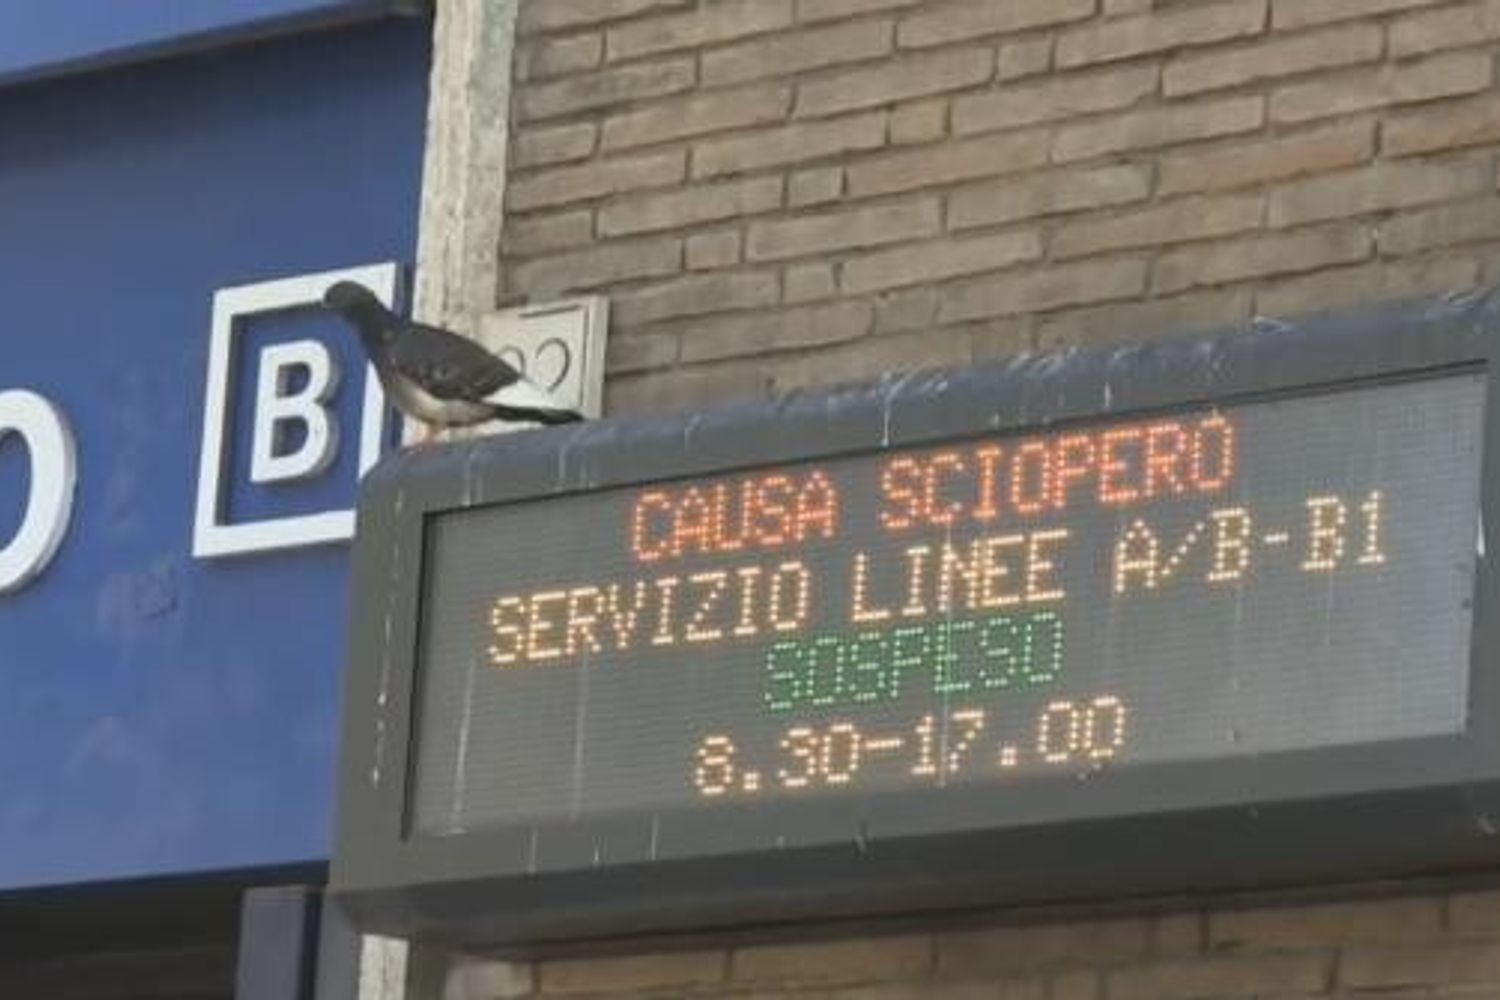 B
CAUSA SCIOPERO
SERVIZIO LINEE A/B-B1
SOSPESO
8.30-17.00